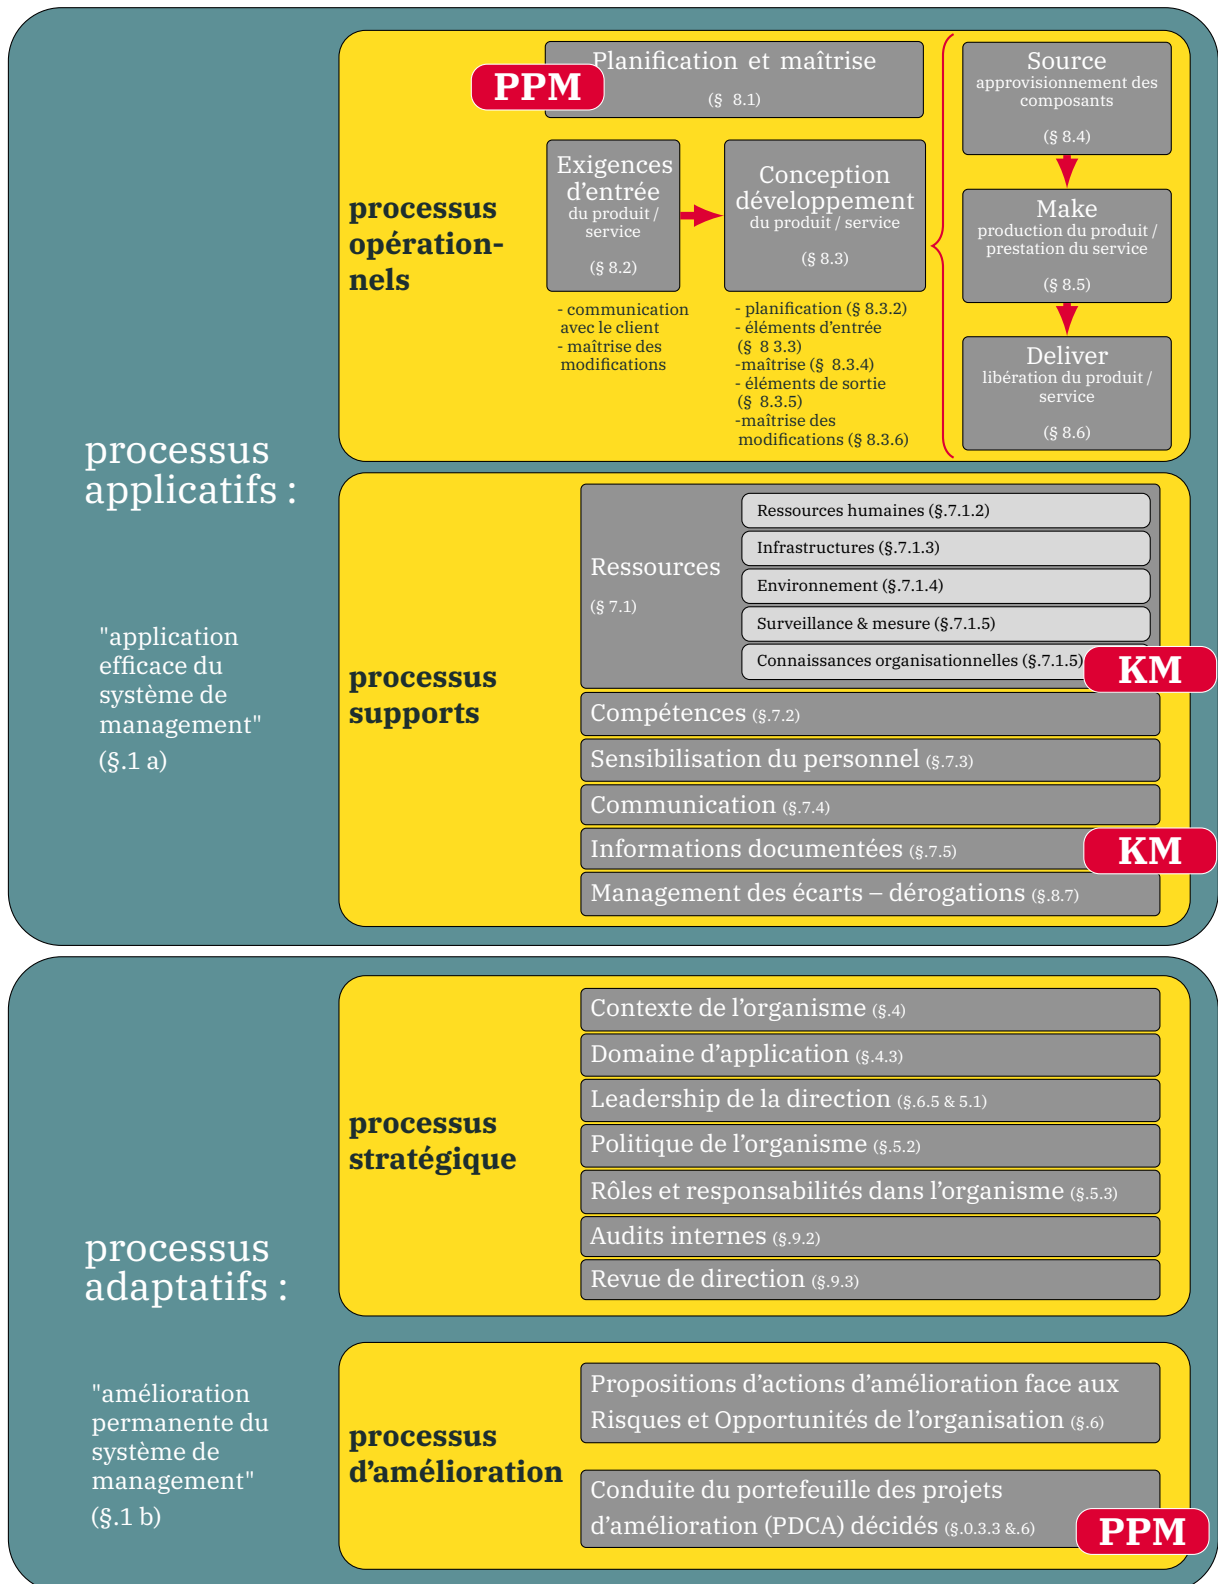 processus
applicatifs :
"application
efficace du
système de
management"
(§.1 a)
processus
opération-
nels
Planification et maîtrise
PPM
(§ 8.1)
Exigences
d'entrée
du produit /
service
(§ 8.2)
- communication
avec le client
- maîtrise des
modifications
Conception
développement
du produit / service
(§ 8.3)
- planification (§ 8.3.2)
- éléments d'entrée
(§ 8 3.3)
-maîtrise (§ 8.3.4)
- éléments de sortie
(§ 8.3.5)
-maîtrise des
modifications (§ 8.3.6)
Source
approvisionnement des
composants
(§ 8.4)
Make
production du produit /
prestation du service
(§ 8.5)
Deliver
libération du produit /
service
(§ 8.6)
processus
supports
Ressources
(§ 7.1)
Ressources humaines (§.7.1.2)
Infrastructures (§.7.1.3)
Environnement (§.7.1.4)
Surveillance & mesure (§.7.1.5)
Connaissances organisationnelles (§.7.1.5)
KM
Compétences (§.7.2)
Sensibilisation du personnel (§.7.3)
Communication (§.7.4)
Informations documentées (§.7.5)
KM
Management des écarts – dérogations (§.8.7)
processus
adaptatifs :
"amélioration
permanente du
système de
management"
(§.1 b)
processus
stratégique
Contexte de l'organisme (§.4)
Domaine d'application (§.4.3)
Leadership de la direction (§.6.5 & 5.1)
Politique de l'organisme (§.5.2)
Rôles et responsabilités dans l'organisme (§.5.3)
Audits internes (§.9.2)
Revue de direction (§.9.3)
processus
d'amélioration
Propositions d'actions d'amélioration face aux
Risques et Opportunités de l'organisation (§.6)
Conduite du portefeuille des projets
d'amélioration (PDCA) décidés (§.0.3.3 &.6)
PPM